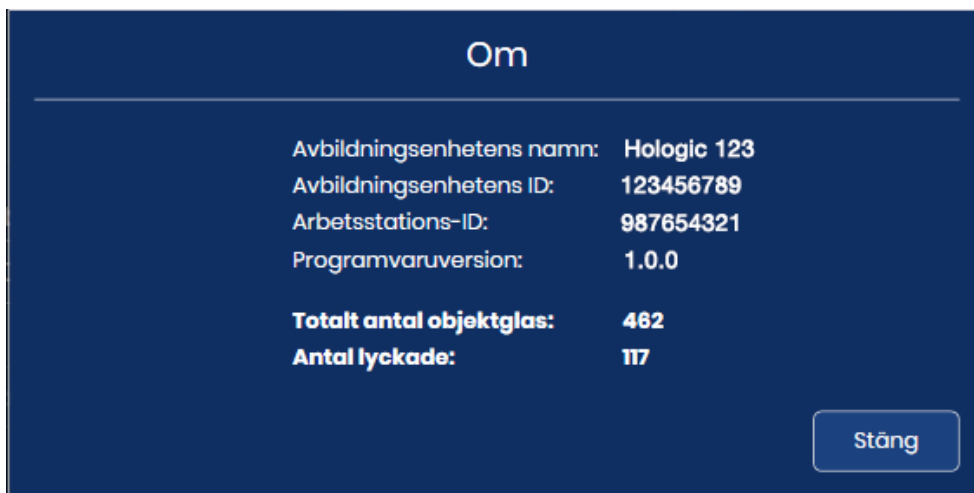 Om
Avbildningsenhetens namn: Hologic 123
Avbildningsenhetens ID: 123456789
Arbetsstations-ID: 987654321
Programvaruversion: 1.0.0
Totalt antal objektglas: 462
Antal lyckade: 117
Stäng